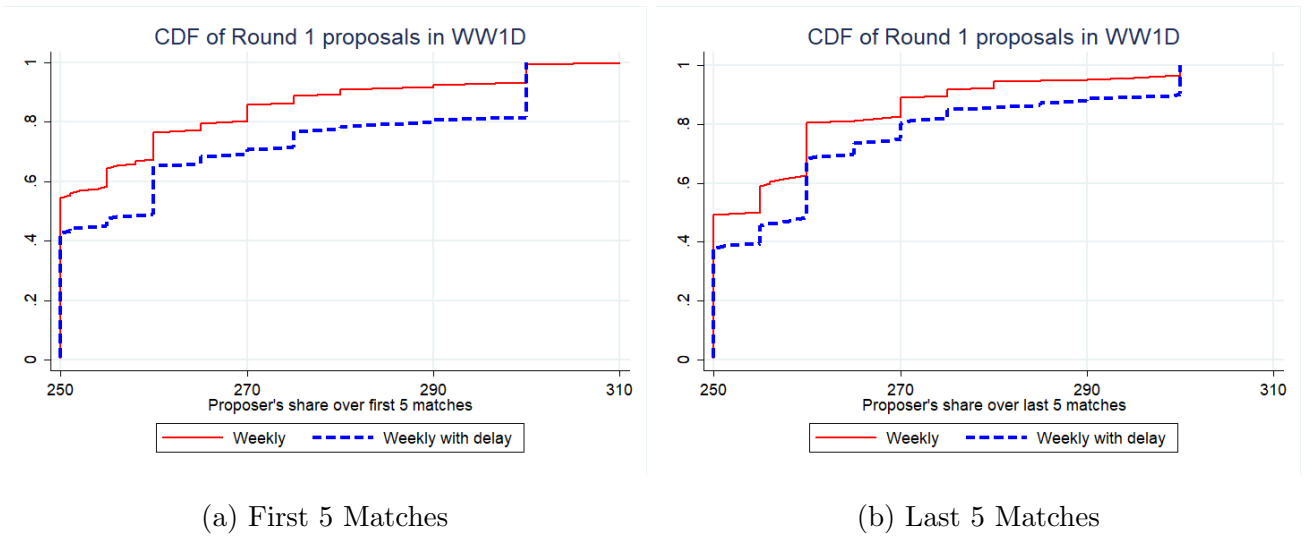 CDF of Round 1 proposals in WW1D
1
.8
.6
.4
.2
0
250
270
290
310
Proposer's share over first 5 matches
Weekly
Weekly with delay
(a) First 5 Matches
CDF of Round 1 proposals in WW1D
1
.8
.6
.4
.2
0
250
270
290
310
Proposer's share over last 5 matches
Weekly
Weekly with delay
(b) Last 5 Matches